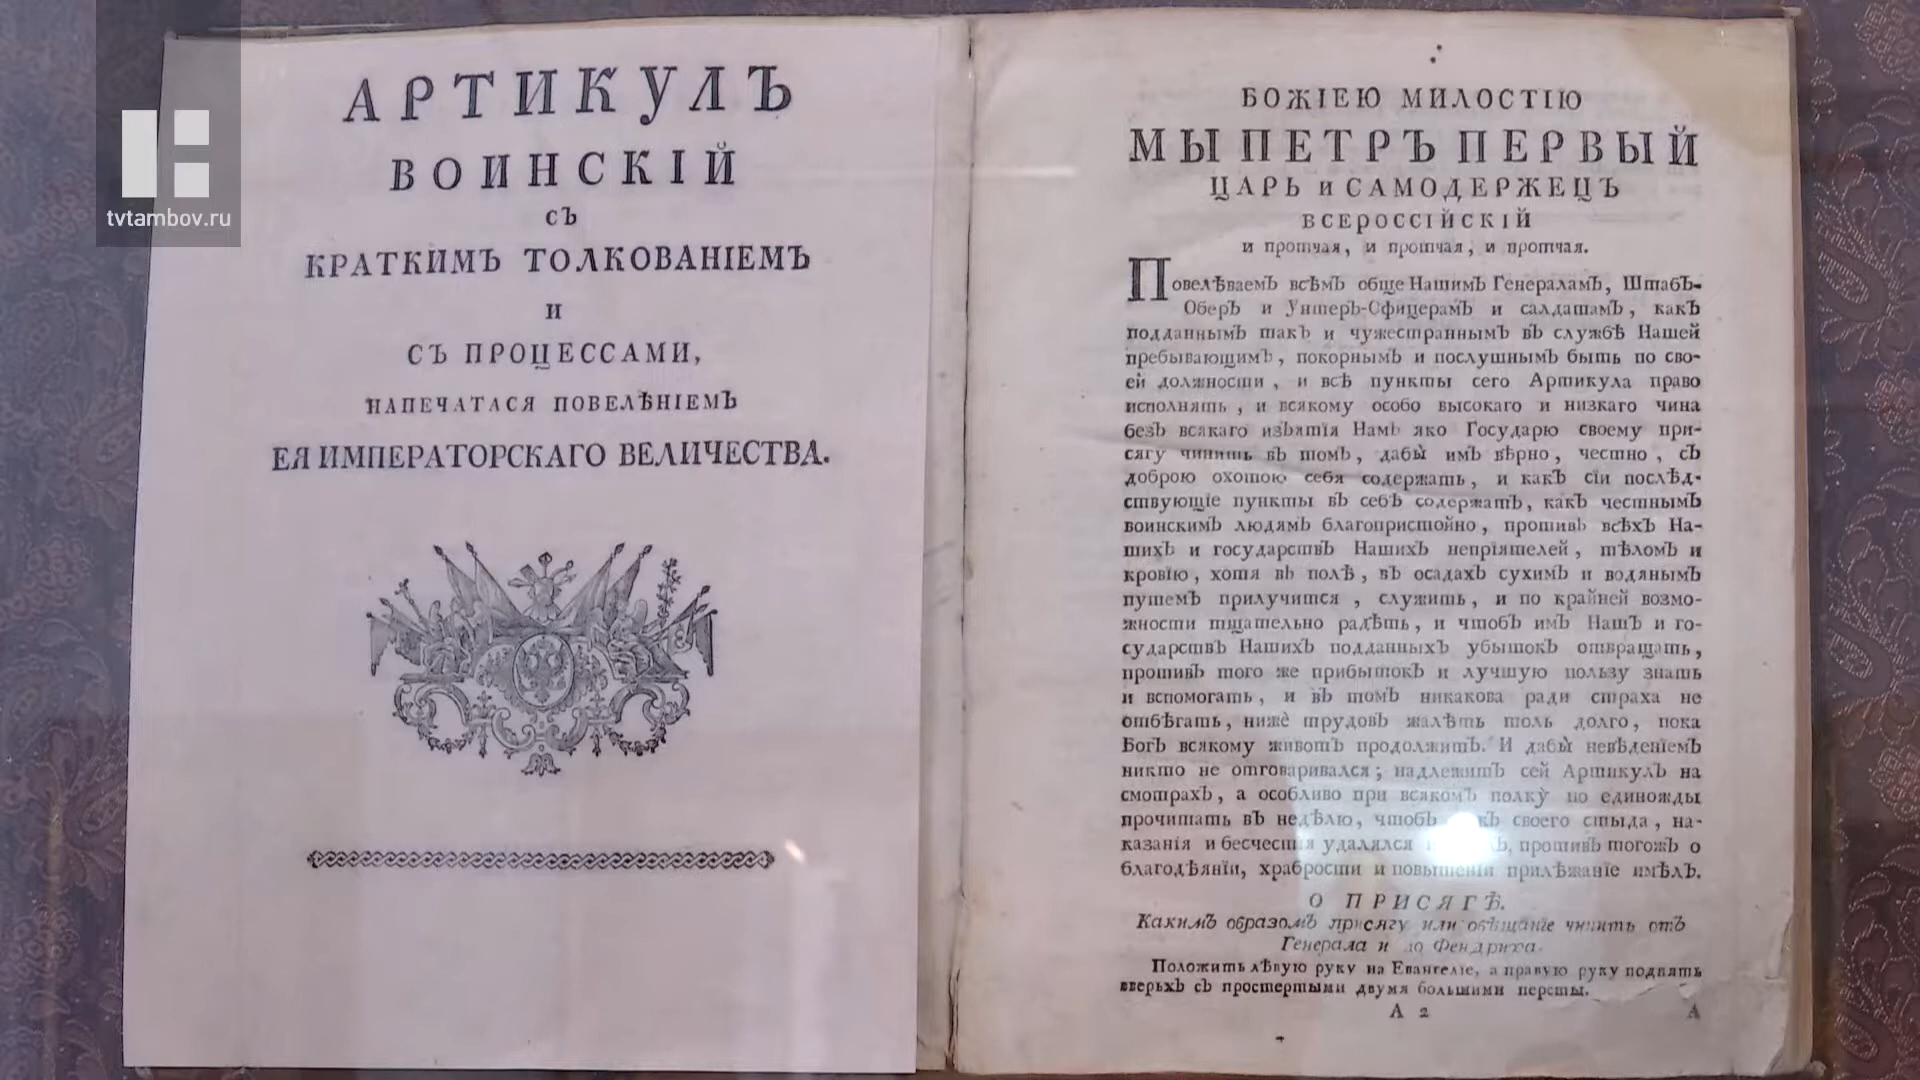 tvtambov.ru
АРТИКУЛЪ
ВОИНСКІЙ
СЪ
КРАТКИМЪ ТОЛКОВАНІЕМЪ
И
СЪ ПРОЦЕССАМИ,
НАПЕЧАТАСЯ ПОВЕЛѢНІЕМЪ
ЕЯ ИМПЕРАТОРСКАГО ВЕЛИЧЕСТВА.
БОЖІЕЮ МИЛОСТІЮ
МЫ ПЕТРЪ ПЕРВЫЙ
ЦАРЬ и САМОДЕРЖЕЦЪ
ВСЕРОССІЙСКІЙ
и протчая, и протчая, и протчая.
Повелѣваемъ всѣмъ обще Нашимъ Генераламъ, Штабъ-
Оберъ и Унтеръ-Офицерамъ и салдатамъ, какъ
подданнымъ такъ и чужестраннымъ въ службѣ Нашей
пребывающимъ, покорнымъ и послушнымъ быть по сво-
ей должности, и всѣ пункты сего Артикула право
исполнять, и всякому особо высокаго и низкаго чина
безъ всякаго изъятія Намъ яко Государю своему при-
сягу чинить въ томъ, дабы имъ вѣрно, честно, съ
доброю охотою себя содержать, и какъ сіи послѣд-
ствующіе пункты въ себѣ содержатъ, какъ честнымъ
воинскимъ людямъ благопристойно, противъ всѣхъ На-
шихъ и государствъ Нашихъ непріятелей, тѣломъ и
кровію, хотя въ полѣ, въ осадахъ сухимъ и водянымъ
путемъ прилучится, служить, и по крайней возмо-
жности тщательно радѣть, и чтобъ имъ Нашъ и го-
сударствъ Нашихъ подданныхъ убытокъ отвращать,
противъ того же прибытокъ и лучшую пользу знать
и вспомогать, и въ томъ никакова ради страха не
отбѣгать, ниже трудовъ жалѣть толь долго, пока
Богъ всякому животъ продолжитъ. И дабы невѣденіемъ
никто не отговаривался; надлежитъ сей Артикулъ на
смотрахъ, а особливо при всякомъ полку по единожды
прочитать въ недѣлю, чтобъ своего стыда, на-
казанія и бесчестия удалялся противъ тогожъ о
благодѣяніи, храбрости и повышеніи прилѣжаніе имѣлъ.
О ПРИСЯГѢ.
Какимъ образомъ присягу или обѣщаніе чинить отъ
Генерала и до Фендриха.
Положить лѣвую руку на Евангеліе, а правую руку поднять
вверьхъ съ простертыми двумя большими персты.
А 2 А